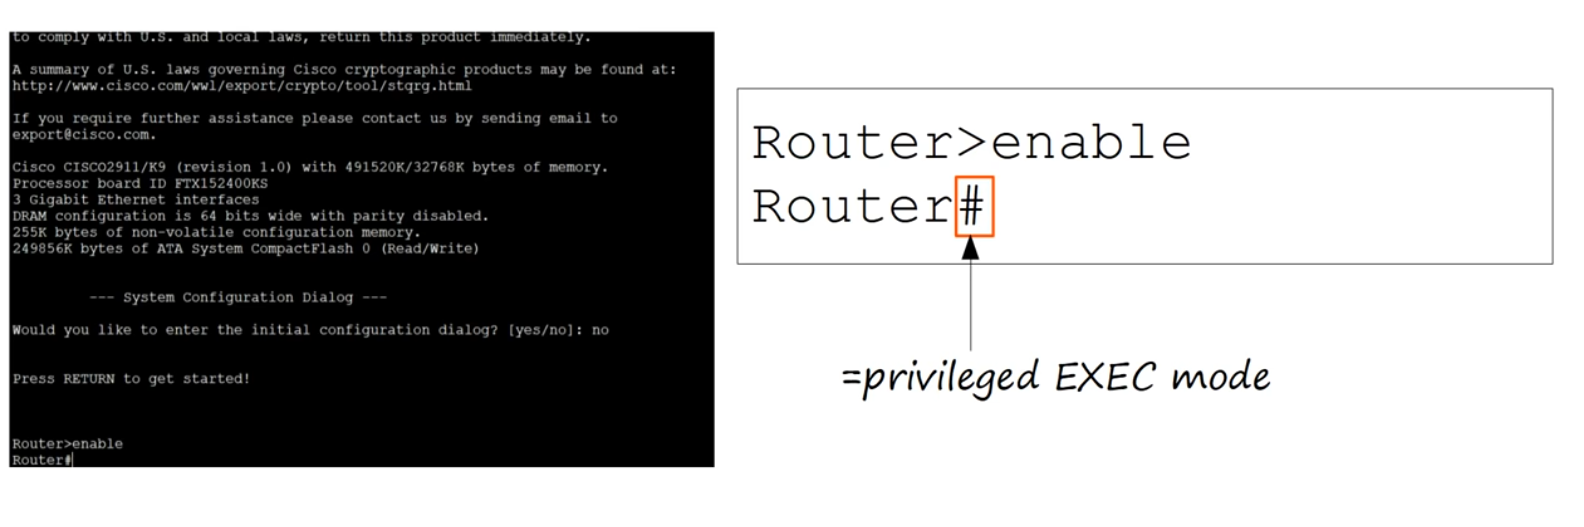 to comply with U.S. and local laws, return this product immediately.
A summary of U.S. laws governing Cisco cryptographic products may be found at:
http://www.cisco.com/wwl/export/crypto/tool/stqrg.html
If you require further assistance please contact us by sending email to
export@cisco.com.
Cisco CISCO2911/K9 (revision 1.0) with 491520K/32768K bytes of memory.
Processor board ID FTX152400KS
3 Gigabit Ethernet interfaces
DRAM configuration is 64 bits wide with parity disabled.
255K bytes of non-volatile configuration memory.
249856K bytes of ATA System CompactFlash 0 (Read/Write)
--- System Configuration Dialog ---
Would you like to enter the initial configuration dialog? [yes/no]: no
Press RETURN to get started!
Router>enable
Router#
Router>enable
Router#
=privileged EXEC mode